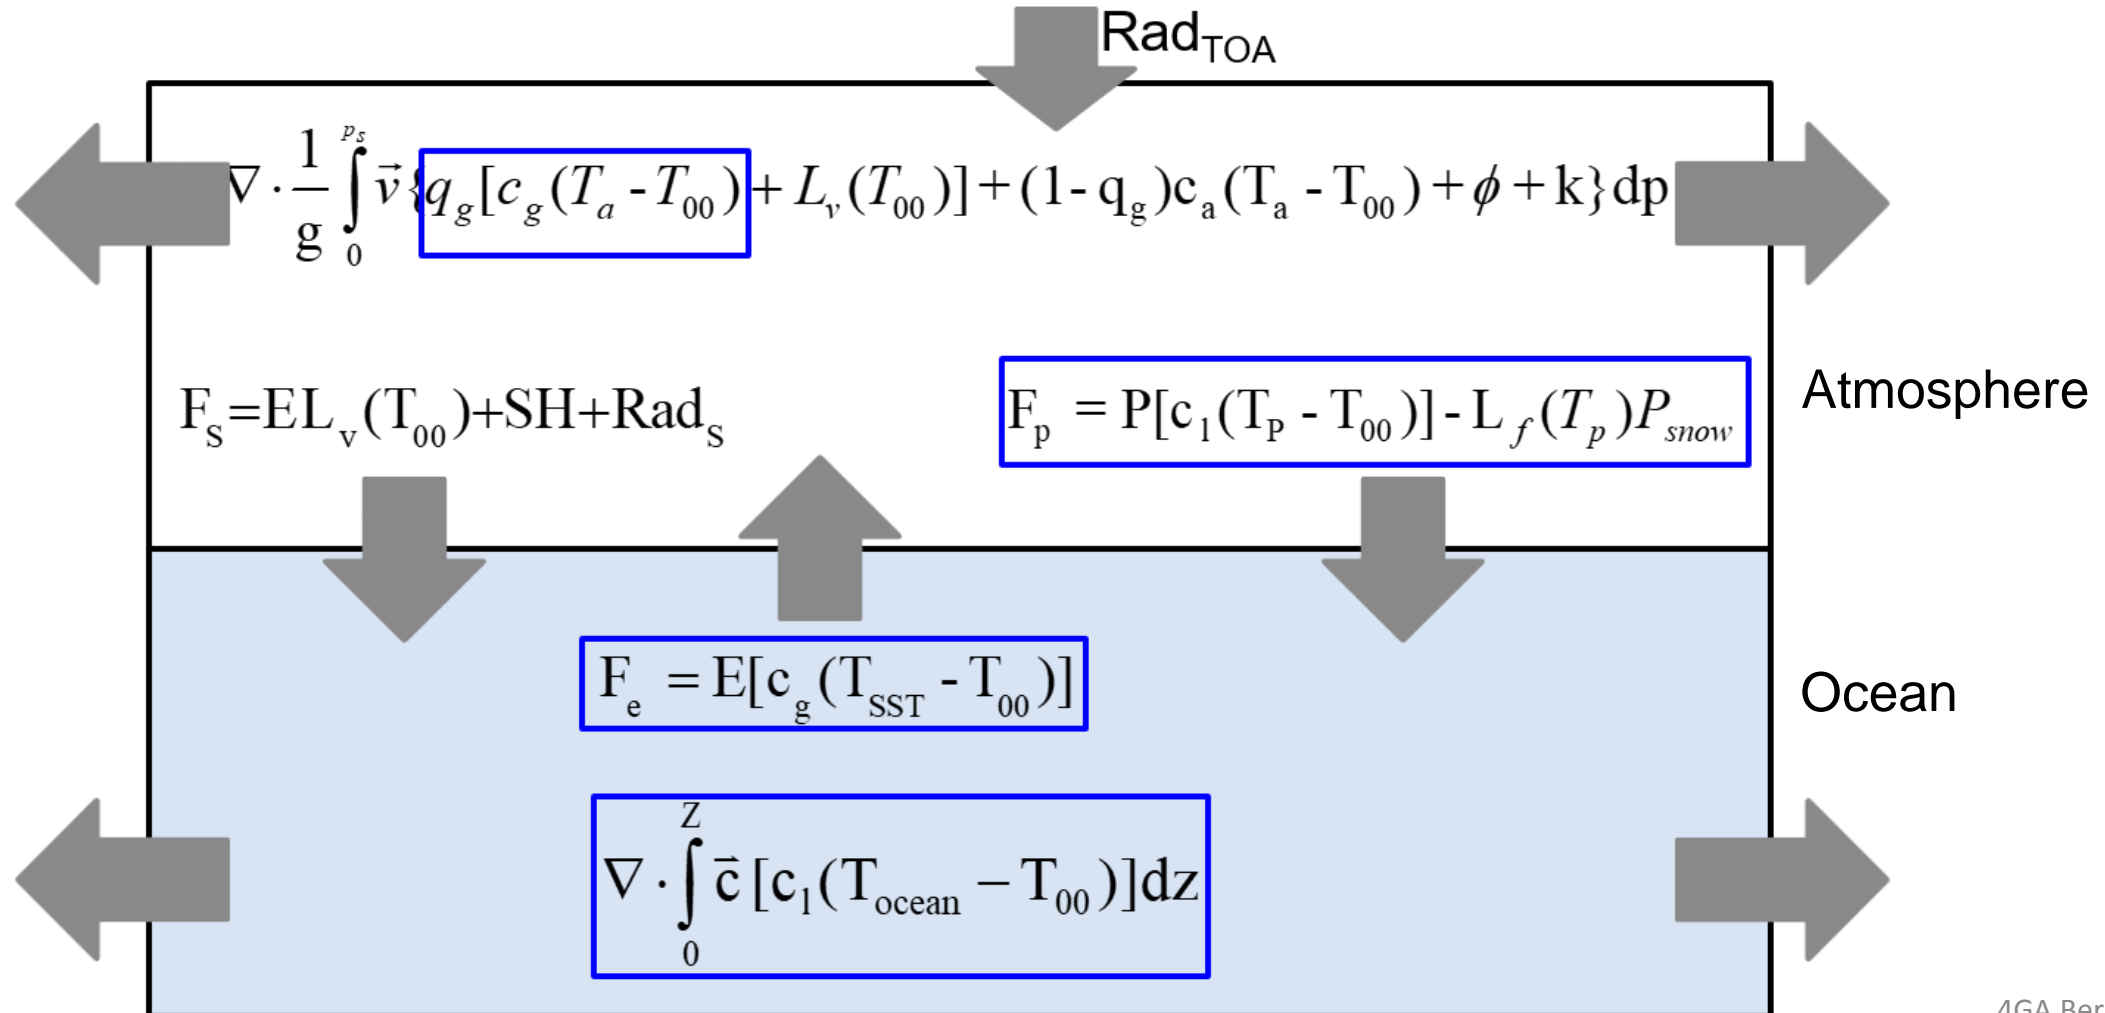 Rad_TOA
∇ · 1/g ∫_0^{p_s} v⃗{q_g[c_g(T_a - T_00) + L_v(T_00)] + (1- q_g)c_a(T_a - T_00) + ϕ + k}dp
F_S=EL_v(T_00)+SH+Rad_S
F_p = P[c_l(T_P - T_00)] - L_f(T_p)P_snow
Atmosphere
F_e = E[c_g(T_SST - T_00)]
Ocean
∇ · ∫_0^Z c⃗ [c_l(T_ocean − T_00)]dz
4GA Ber